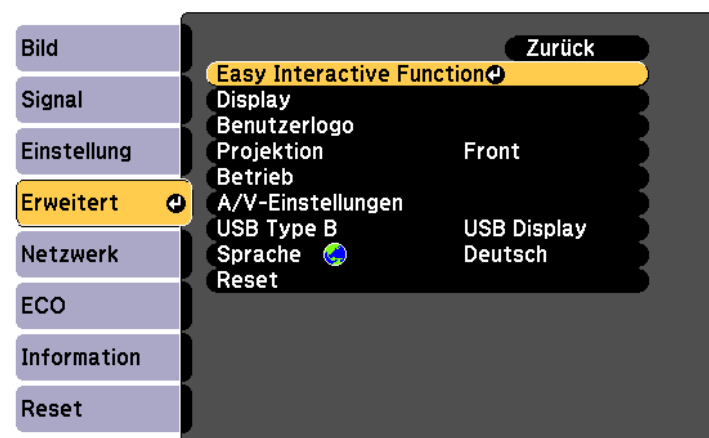 Bild
Signal
Einstellung
Erweitert
Netzwerk
ECO
Information
Reset
Zurück
Easy Interactive Function
Display
Benutzerlogo
Projektion Front
Betrieb
A/V-Einstellungen
USB Type B USB Display
Sprache Deutsch
Reset